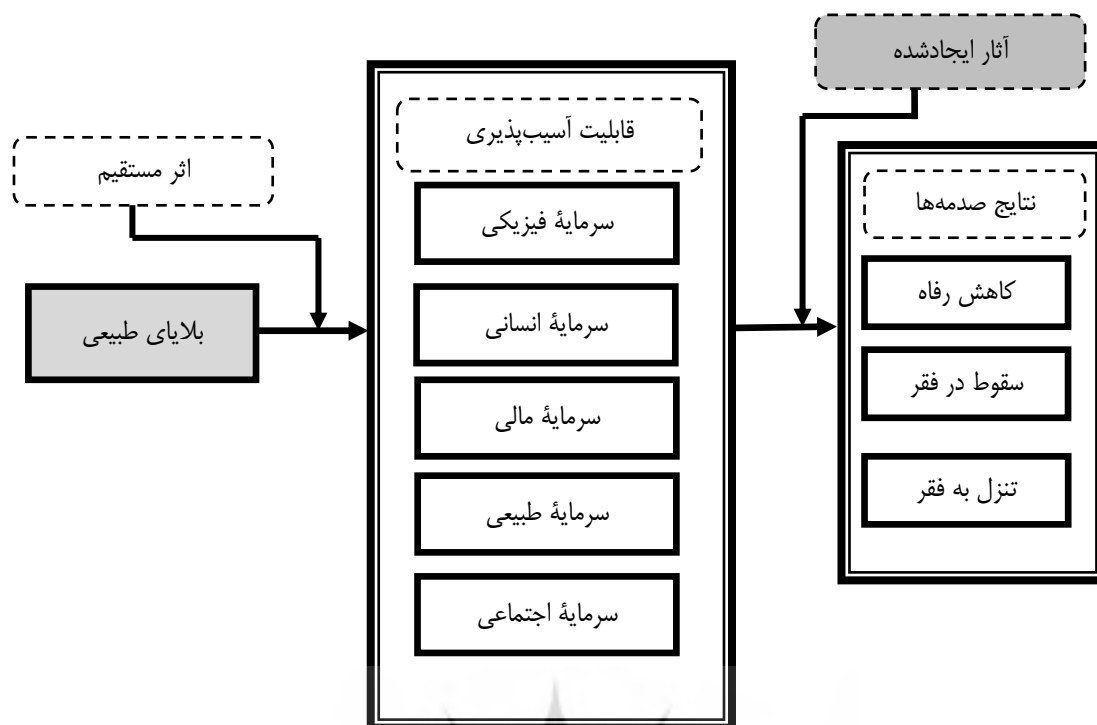 آثار ایجادشده
قابلیت آسیب‌پذیری
اثر مستقیم
نتایج صدمه‌ها
سرمایهٔ فیزیکی
کاهش رفاه
سرمایهٔ انسانی
بلایای طبیعی
سقوط در فقر
سرمایهٔ مالی
تنزل به فقر
سرمایهٔ طبیعی
سرمایهٔ اجتماعی